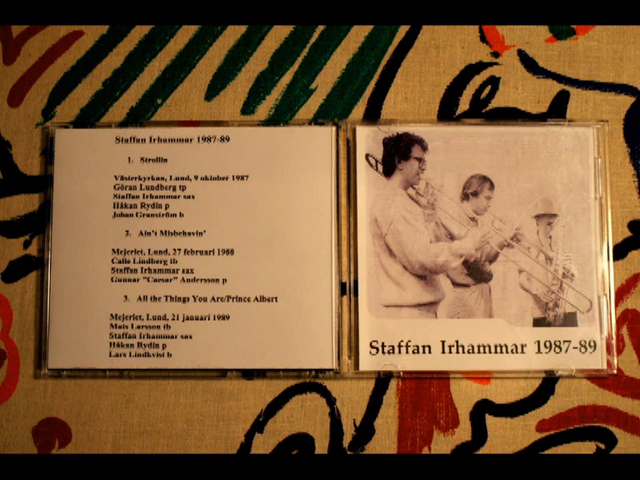 Staffan Irhammar 1987-89
1. Strollin
Västerkyrkan, Lund, 9 oktober 1987
Göran Lundberg tp
Staffan Irhammar sax
Håkan Rydin p
Johan Granström b
2. Ain't Misbehavin'
Mejeriet, Lund, 27 februari 1988
Calle Lindberg tb
Staffan Irhammar sax
Gunnar "Caesar" Andersson p
3. All the Things You Are/Prince Albert
Mejeriet, Lund, 21 januari 1989
Mats Larsson tb
Staffan Irhammar sax
Håkan Rydin p
Lars Lindkvist b
Staffan Irhammar 1987-89